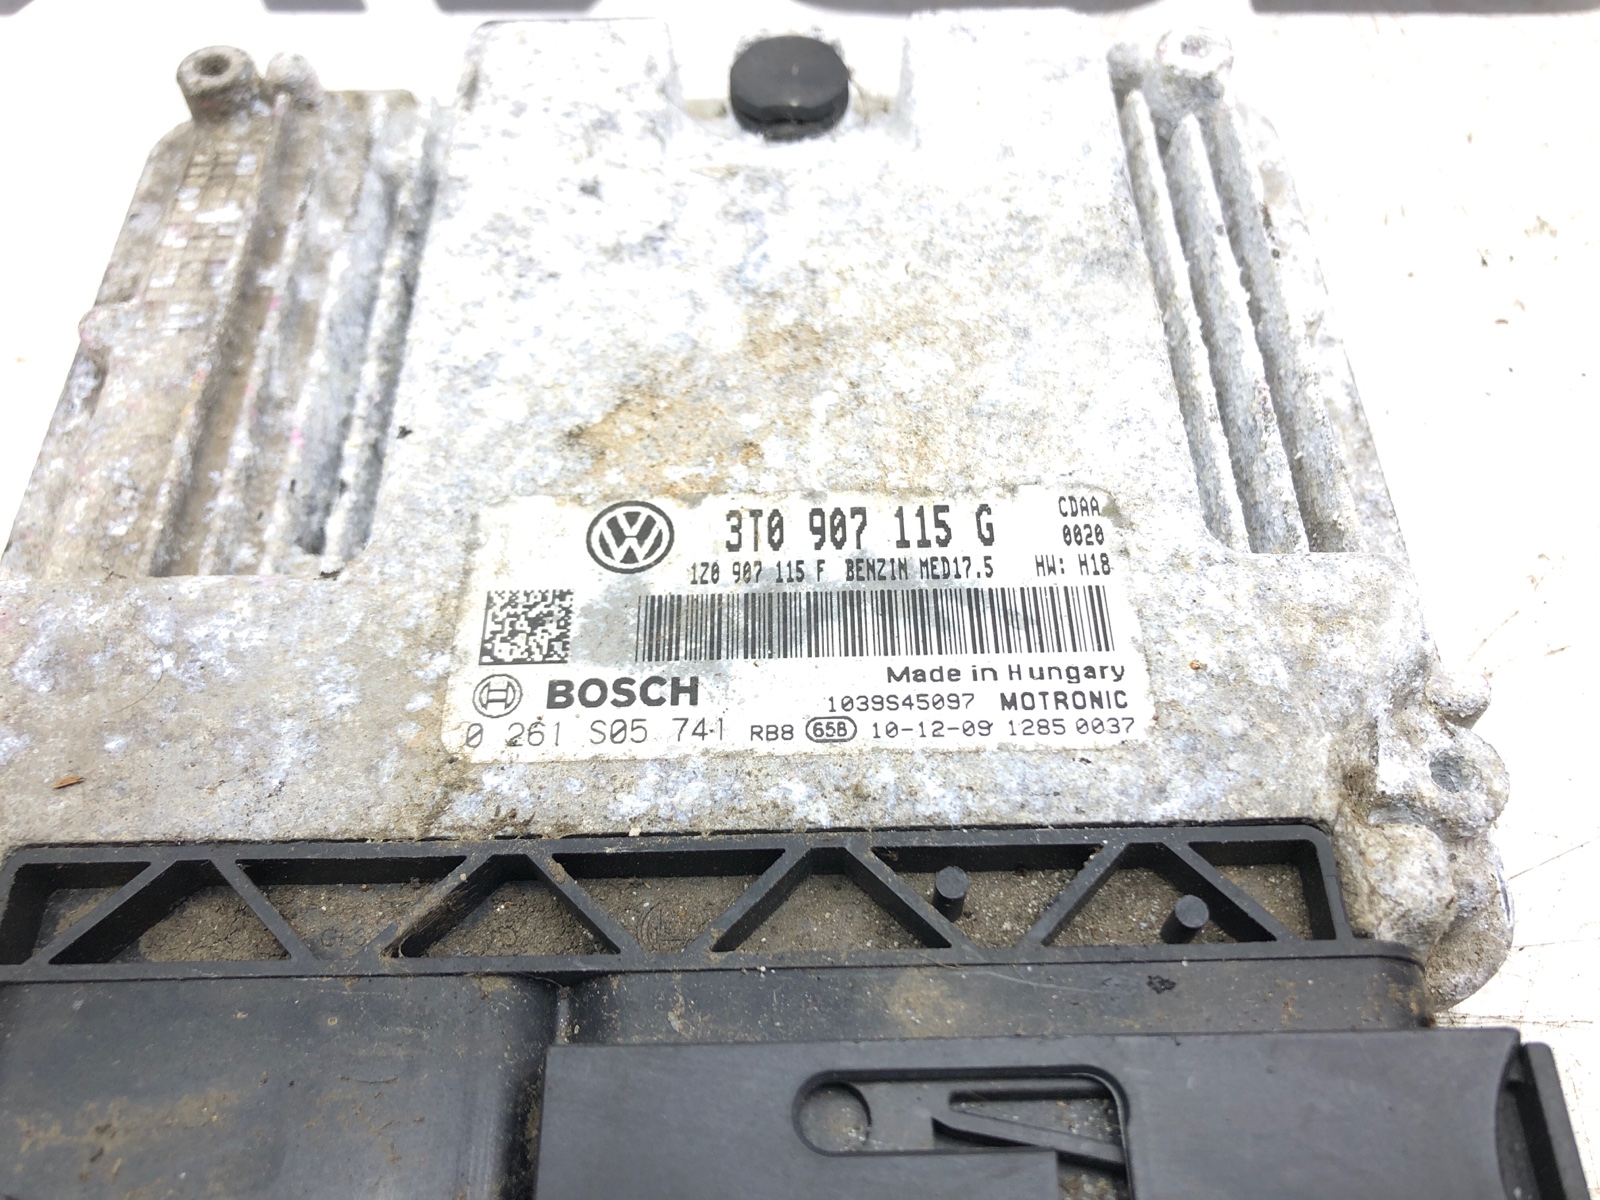 3T0 907 115 G CDAA
0020
1Z0 907 115 F BENZIN MED17.5 HW: H18
Made in Hungary
BOSCH 1039S45097 MOTRONIC
0 261 S05 741 RB8 65B 10-12-09 1285 0037